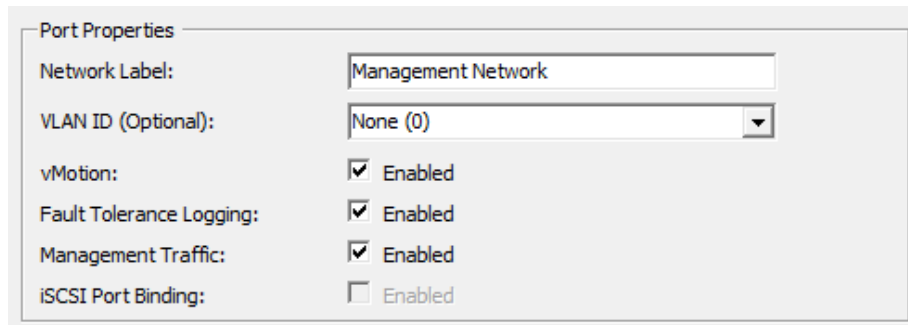 Port Properties
Network Label: Management Network
VLAN ID (Optional): None (0)
vMotion: Enabled
Fault Tolerance Logging: Enabled
Management Traffic: Enabled
iSCSI Port Binding: Enabled